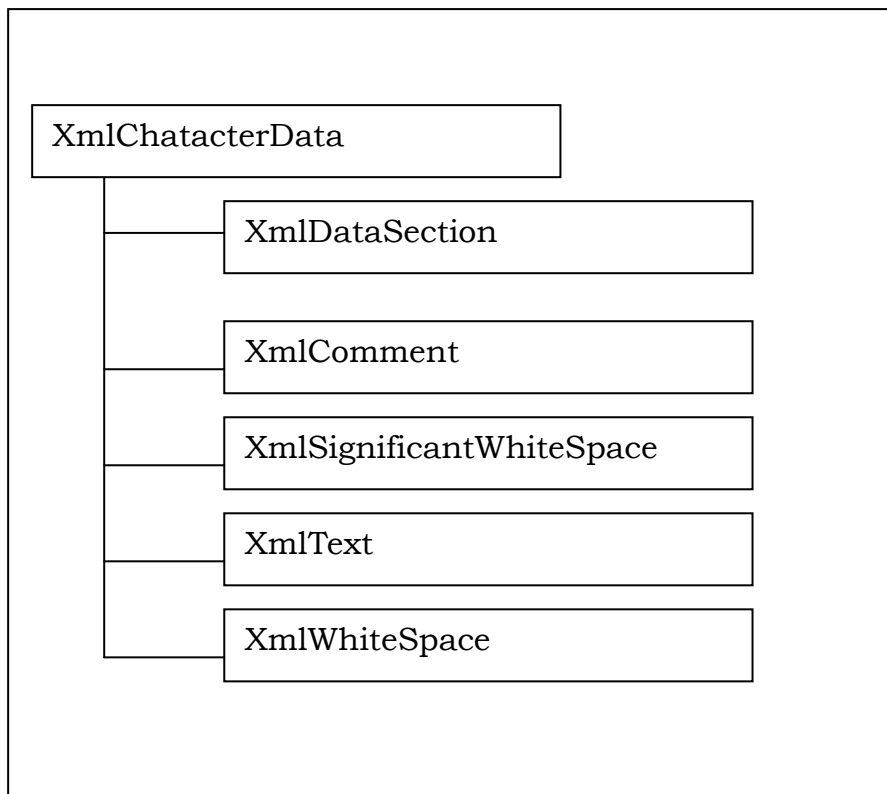 XmlChatacterData
XmlDataSection
XmlComment
XmlSignificantWhiteSpace
XmlText
XmlWhiteSpace